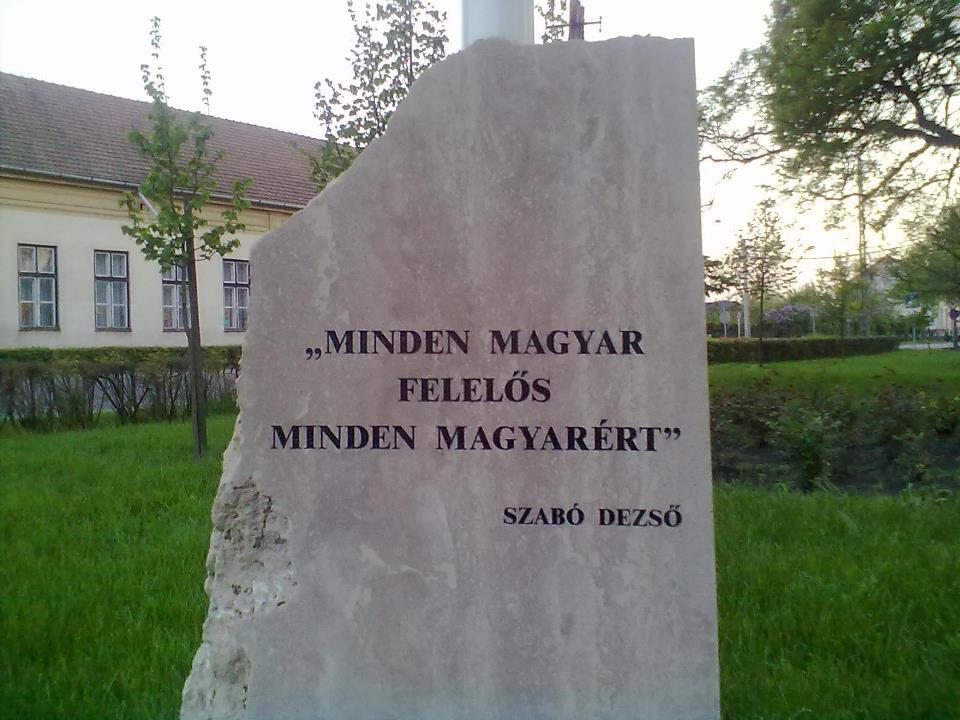 „MINDEN MAGYAR
FELELŐS
MINDEN MAGYARÉRT”
SZABÓ DEZSŐ